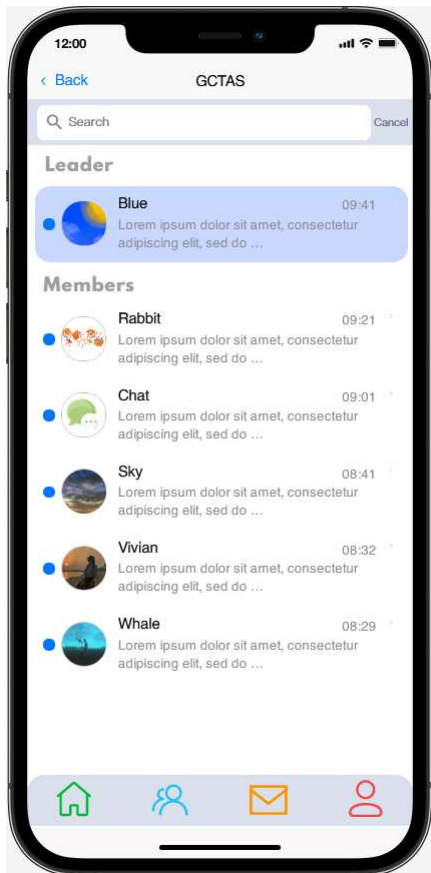 12:00
< Back
GCTAS
Search
Cancel
Leader
Blue
09:41
Lorem ipsum dolor sit amet, consectetur
adipiscing elit, sed do ...
Members
Rabbit
09:21
Lorem ipsum dolor sit amet, consectetur
adipiscing elit, sed do ...
Chat
09:01
Lorem ipsum dolor sit amet, consectetur
adipiscing elit, sed do ...
Sky
08:41
Lorem ipsum dolor sit amet, consectetur
adipiscing elit, sed do ...
Vivian
08:32
Lorem ipsum dolor sit amet, consectetur
adipiscing elit, sed do ...
Whale
08:29
Lorem ipsum dolor sit amet, consectetur
adipiscing elit, sed do ...